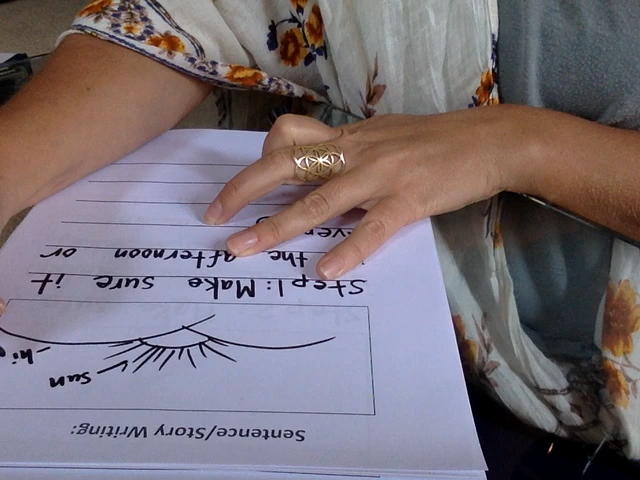 Sentence/Story Writing:
sun
Step 1: Make sure it
the afternoon or